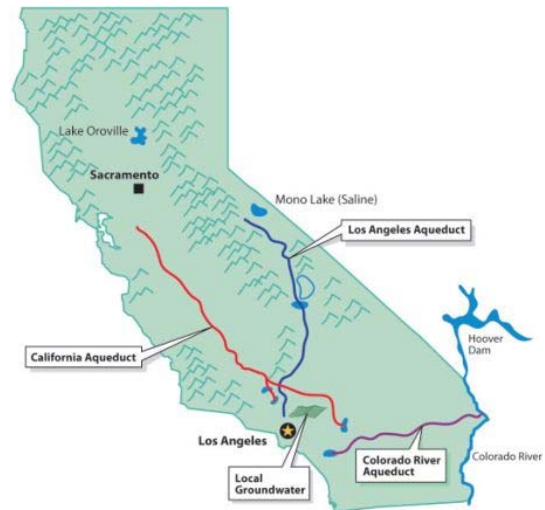 Lake Oroville
Sacramento
Mono Lake (Saline)
Los Angeles Aqueduct
Hoover
Dam
California Aqueduct
Los Angeles
Local
Groundwater
Colorado River
Aqueduct
Colorado River